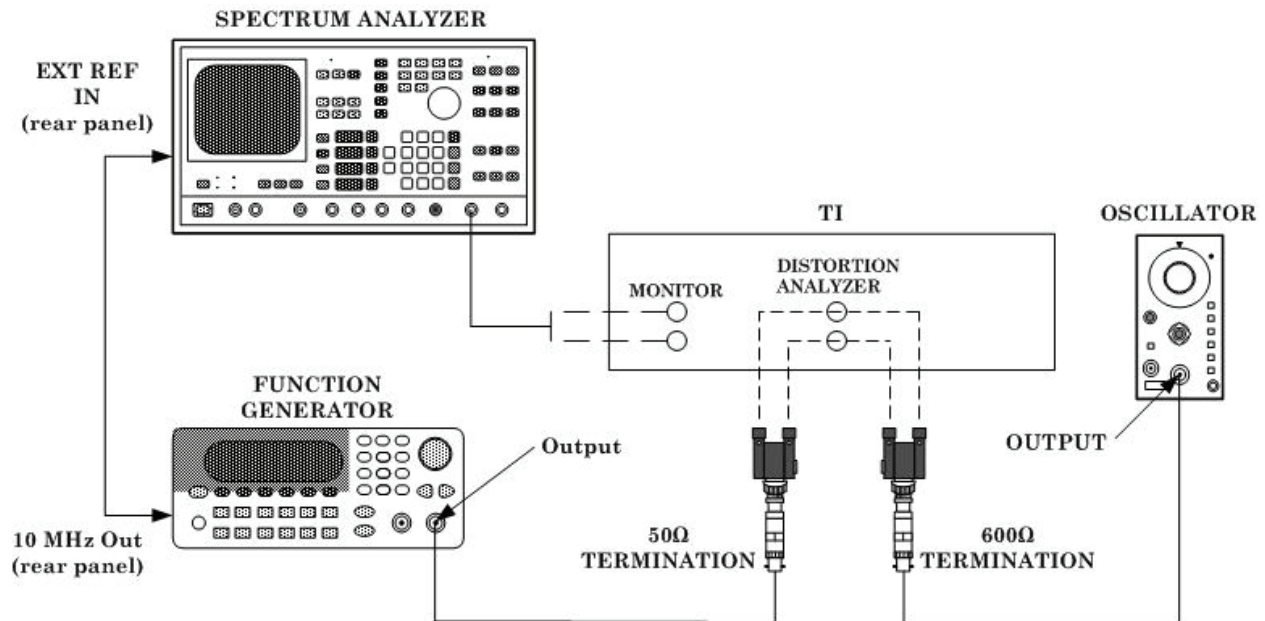 SPECTRUM ANALYZER
EXT REF
IN
(rear panel)
TI
OSCILLATOR
MONITOR
DISTORTION
ANALYZER
FUNCTION
GENERATOR
Output
OUTPUT
10 MHz Out
(rear panel)
50Ω
TERMINATION
600Ω
TERMINATION